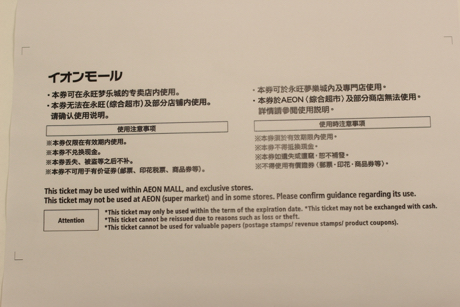 イオンモール
・本券可在永旺梦乐城的专卖店内使用。
・本券无法在永旺(综合超市)及部分店铺内使用。
请确认使用说明。
使用注意事项
※本券仅限在有效期内使用。
※本券不兑换现金。
※本券丢失、被盗等之后不补。
※本券不可用于有价证券(邮票、印花税票、商品券等)。
・本券可於永旺夢樂城內及專門店使用。
・本券於AEON(綜合超市)及部分商店無法使用。
詳情請參閱使用說明。
使用時注意事項
※本券僅於有效期限內使用。
※本券不得抵換現金。
※本券如遺失或遭竊,恕不補發。
※不得使用有價證券(郵票・印花・商品券等)。
This ticket may be used within AEON MALL, and exclusive stores.
This ticket may not be used at AEON (super market) and in some stores. Please confirm guidance regarding its use.
Attention
*This ticket may only be used within the term of the expiration date. *This ticket may not be exchanged with cash.
*This ticket cannot be reissued due to reasons such as loss or theft.
*This ticket cannot be used for valuable papers (postage stamps/ revenue stamps/ product coupons).